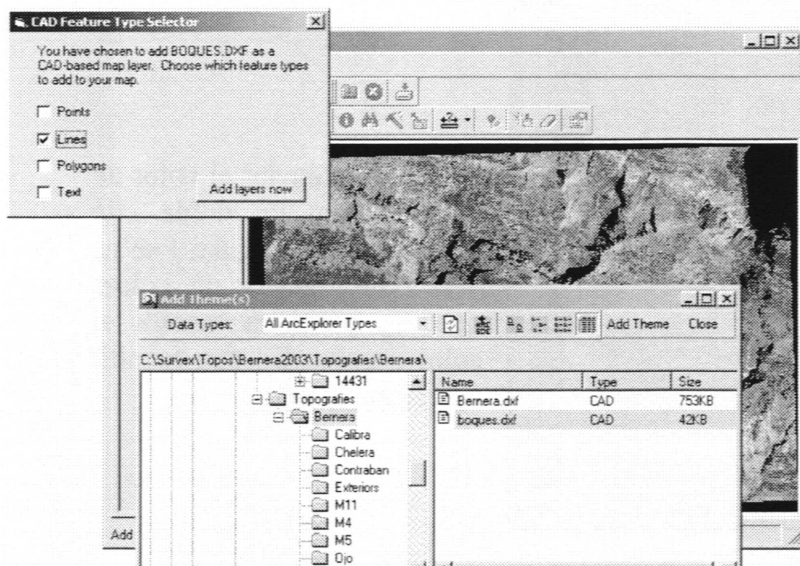 CAD Feature Type Selector
You have chosen to add BOQUES.DXF as a
CAD-based map layer. Choose which feature types
to add to your map.
Points
Lines
Polygons
Text
Add layers now
Add Theme(s)
Data Types:
All ArcExplorer Types
Add Theme
Close
C:\Survex\Topos\Bernera2003\Topografies\Bernera\
14431
Topografies
Bernera
Calibra
Chelera
Contraban
Exteriors
M11
M4
M5
Ojo
Name Type Size
Bernera.dxf CAD 753KB
boques.dxf CAD 42KB
Add